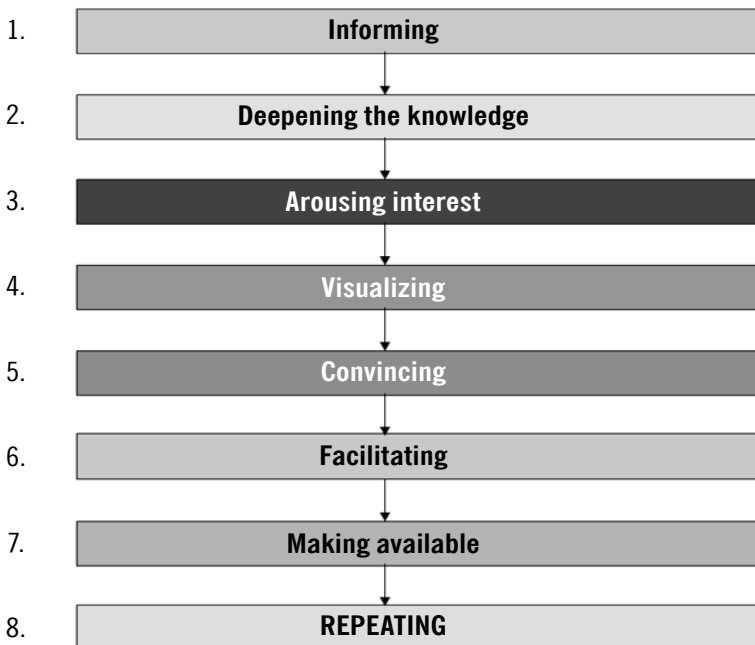 1. Informing
2. Deepening the knowledge
3. Arousing interest
4. Visualizing
5. Convincing
6. Facilitating
7. Making available
8. REPEATING